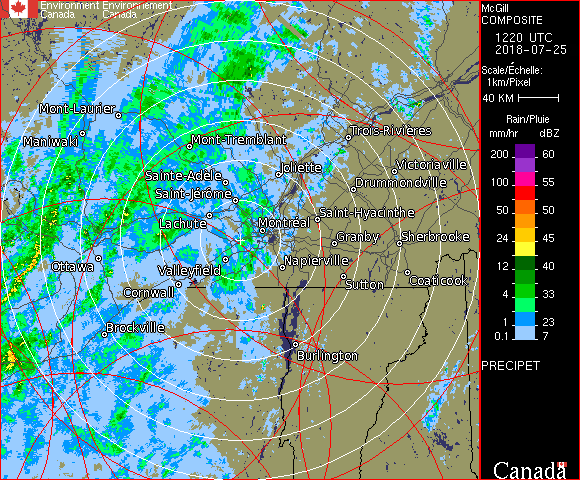 Environment Environnement
Canada Canada
McGill
COMPOSITE
1220 UTC
2018-07-25
Scale/Échelle:
1km/Pixel
40 KM
Rain/Pluie
mm/hr dBZ
200 60
100 55
50 50
24 45
12 40
4 33
1 23
0.1 7
PRECIPET
Canada
Mont-Laurier
Maniwaki
Mont-Tremblant
Trois-Rivières
Joliette
Victoriaville
Sainte-Adèle
Drummondville
Saint-Jérôme
Saint-Hyacinthe
Lachute
Montréal
Granby
Sherbrooke
Ottawa
Valleyfield
Napierville
Cornwall
Sutton
Coaticook
Brockville
Burlington